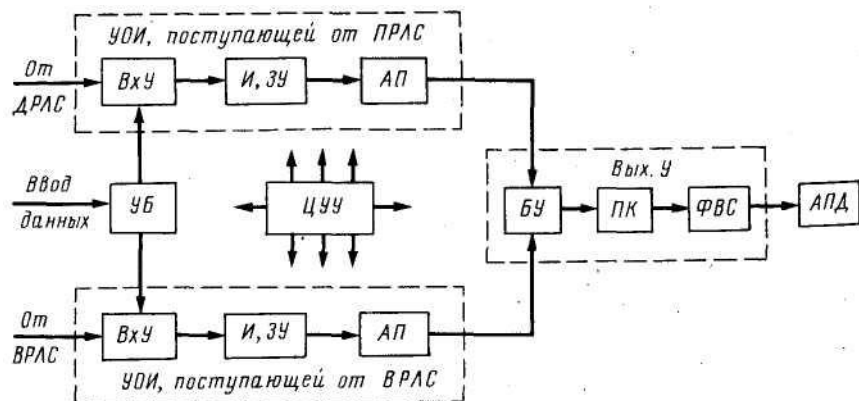 УОИ, поступающей от ПРЛС
От
ДРЛС
ВхУ
И, ЗУ
АП
Ввод
данных
УБ
ЦУУ
Вых. У
БУ
ПК
ФВС
АПД
От
ВРЛС
ВхУ
И, ЗУ
АП
УОИ, поступающей от ВРЛС